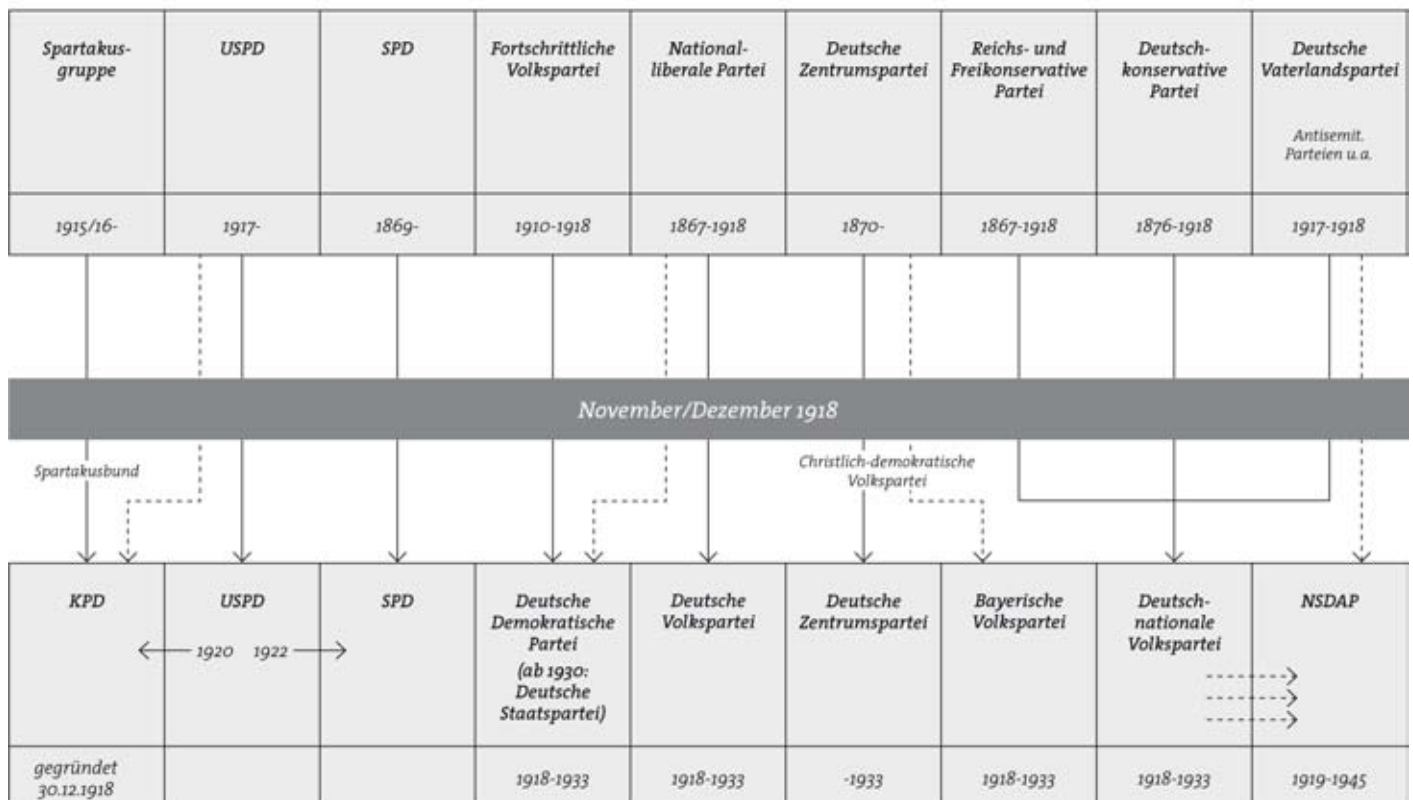 Spartakus-
gruppe
USPD
SPD
Fortschrittliche
Volkspartei
National-
liberale Partei
Deutsche
Zentrumspartei
Reichs- und
Freikonservative
Partei
Deutsch-
konservative
Partei
Deutsche
Vaterlandspartei
Antisemit.
Parteien u.a.
1915/16-
1917-
1869-
1910-1918
1867-1918
1870-
1867-1918
1876-1918
1917-1918
November/Dezember 1918
Spartakusbund
Christlich-demokratische
Volkspartei
KPD
USPD
SPD
Deutsche
Demokratische
Partei
(ab 1930:
Deutsche
Staatspartei)
Deutsche
Volkspartei
Deutsche
Zentrumspartei
Bayerische
Volkspartei
Deutsch-
nationale
Volkspartei
NSDAP
1920 1922
gegründet
30.12.1918
1918-1933
1918-1933
-1933
1918-1933
1918-1933
1919-1945